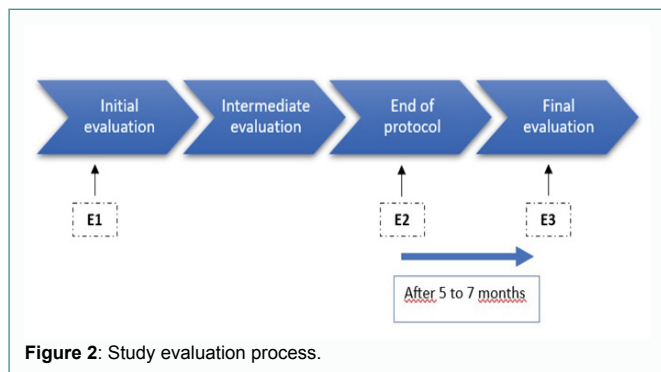 Initial
evaluation
Intermediate
evaluation
End of
protocol
Final
evaluation
E1
E2
E3
After 5 to 7 months
Figure 2: Study evaluation process.